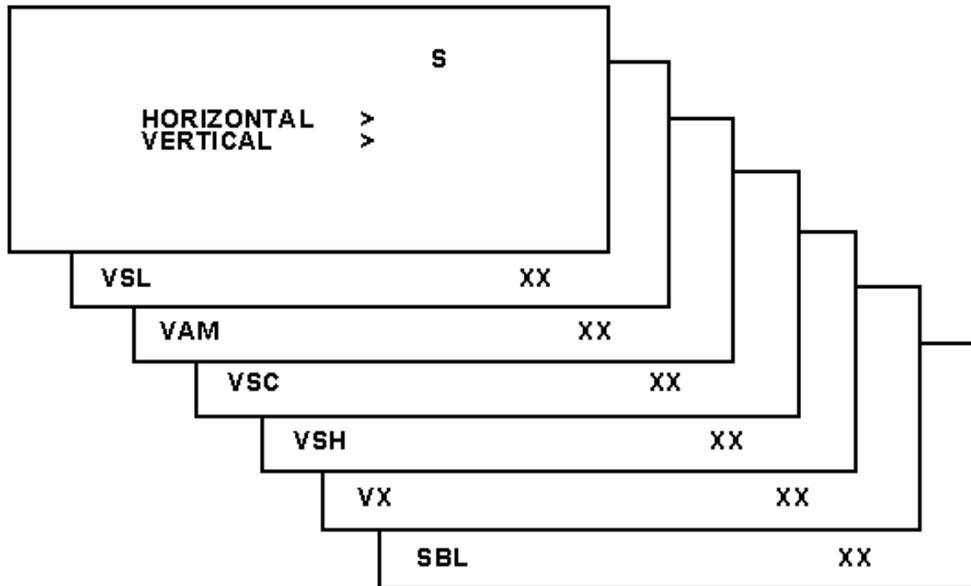 S
HORIZONTAL >
VERTICAL >
VSL XX
VAM XX
VSC XX
VSH XX
VX XX
SBL XX